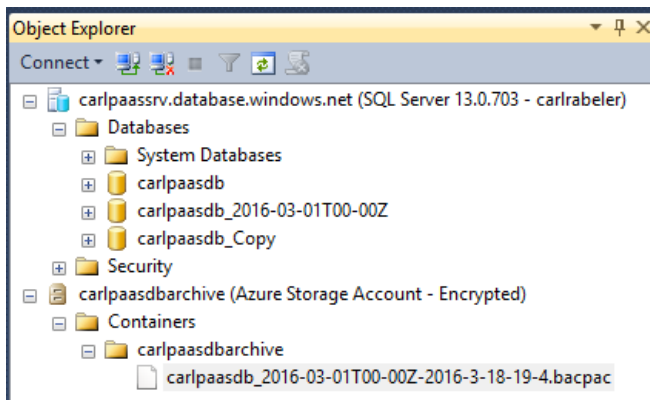 Object Explorer
Connect
carlpaassrv.database.windows.net (SQL Server 13.0.703 - carlrabeler)
Databases
System Databases
carlpaasdb
carlpaasdb_2016-03-01T00-00Z
carlpaasdb_Copy
Security
carlpaasdbarchive (Azure Storage Account - Encrypted)
Containers
carlpaasdbarchive
carlpaasdb_2016-03-01T00-00Z-2016-3-18-19-4.bacpac